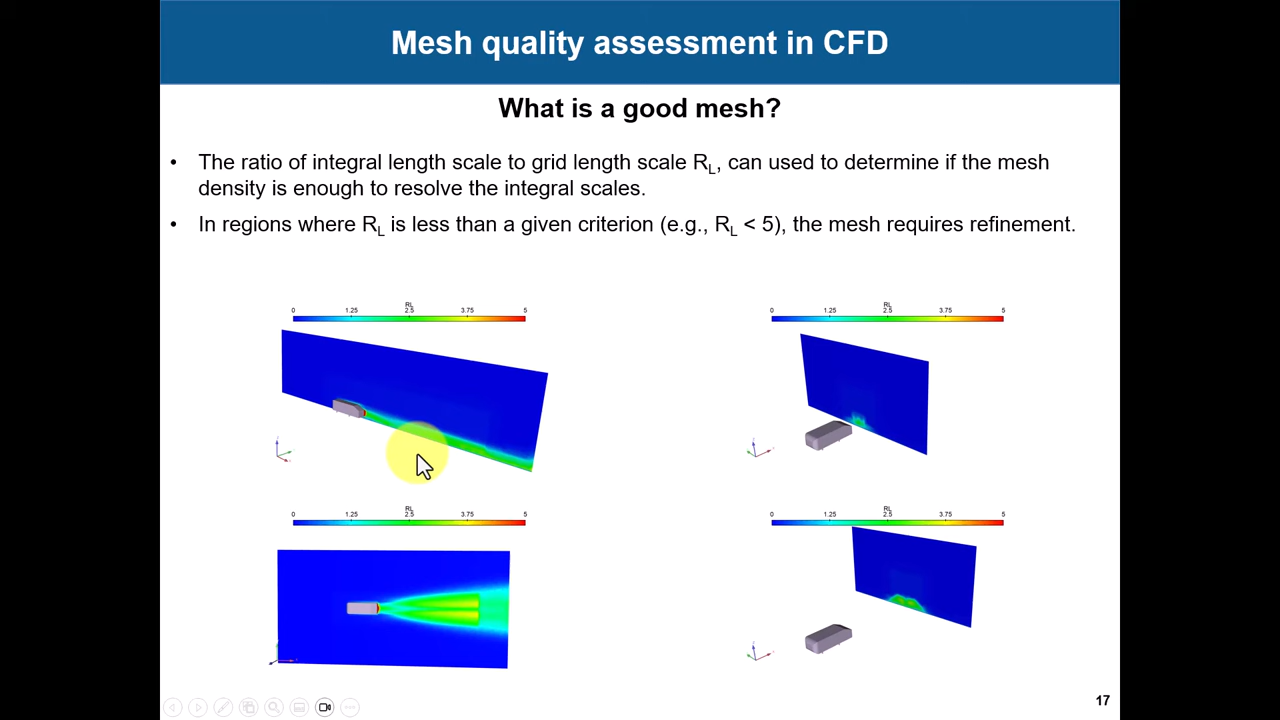 Mesh quality assessment in CFD
What is a good mesh?
• The ratio of integral length scale to grid length scale RL, can used to determine if the mesh
density is enough to resolve the integral scales.
• In regions where RL is less than a given criterion (e.g., RL < 5), the mesh requires refinement.
RL
0 1.25 2.5 3.75 5
RL
0 1.25 2.5 3.75 5
RL
0 1.25 2.5 3.75 5
RL
0 1.25 2.5 3.75 5
17